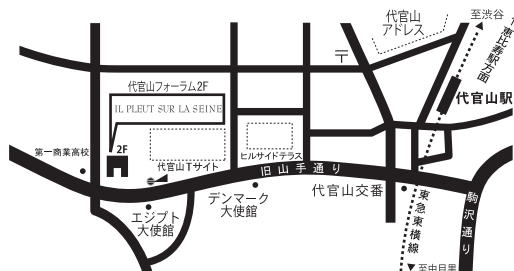 至渋谷
代官山
アドレス
恵比寿駅方面
〒
代官山フォーラム2F
IL PLEUT SUR LA SEINE
代官山駅
第一商業高校
2F
代官山Tサイト
ヒルサイドテラス
旧山手通り
エジプト
大使館
デンマーク
大使館
代官山交番
東急東横線
駒沢通り
至中目黒